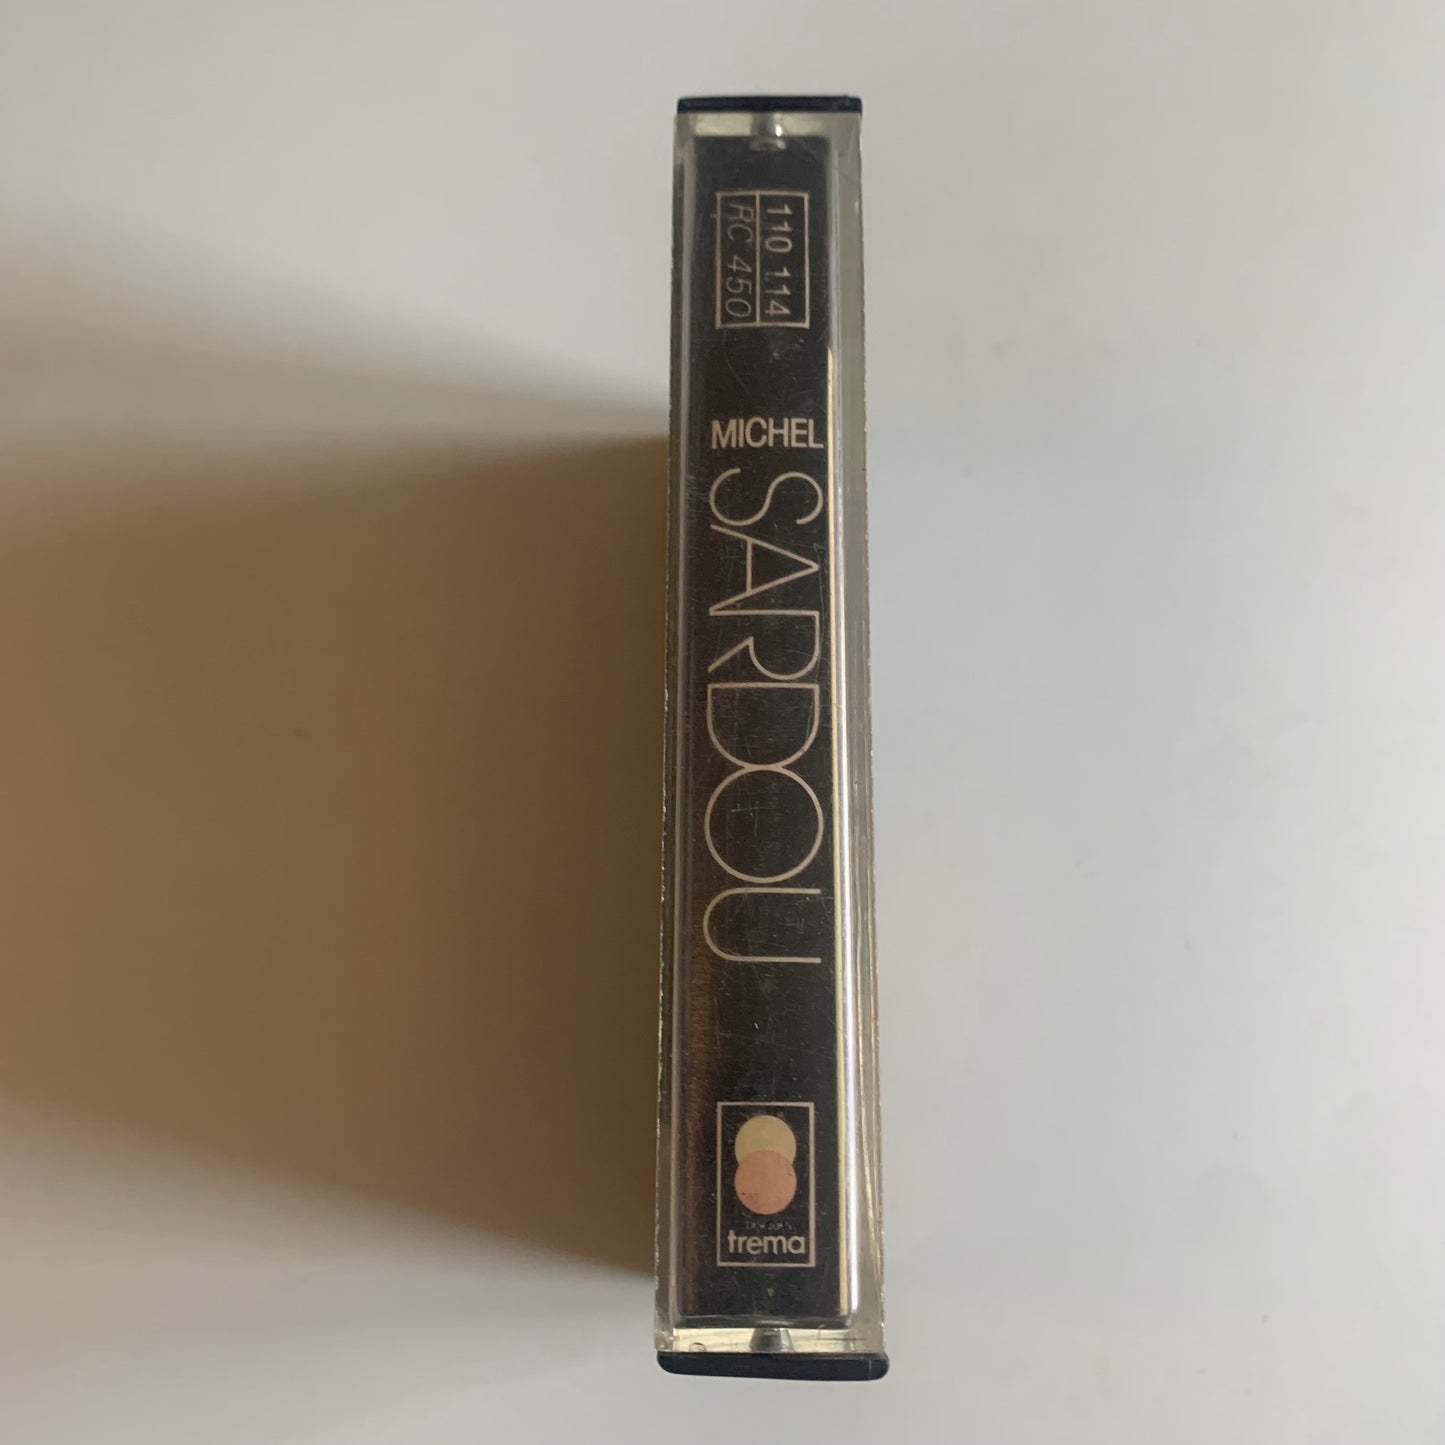 110 114
RC 450
MICHEL
SARDOU
trema